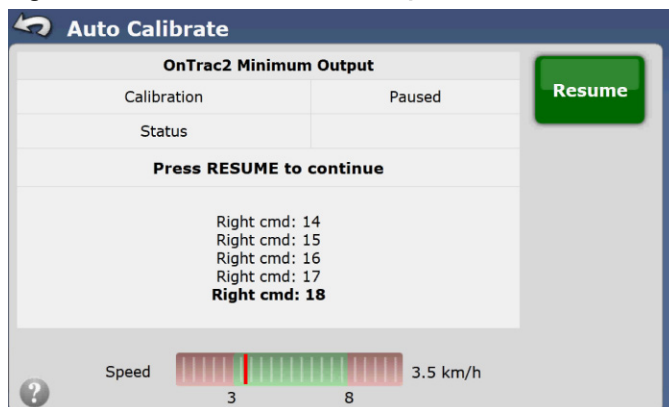 Auto Calibrate
OnTrac2 Minimum Output
Calibration Paused
Resume
Status
Press RESUME to continue
Right cmd: 14
Right cmd: 15
Right cmd: 16
Right cmd: 17
Right cmd: 18
Speed 3.5 km/h
3 8
?